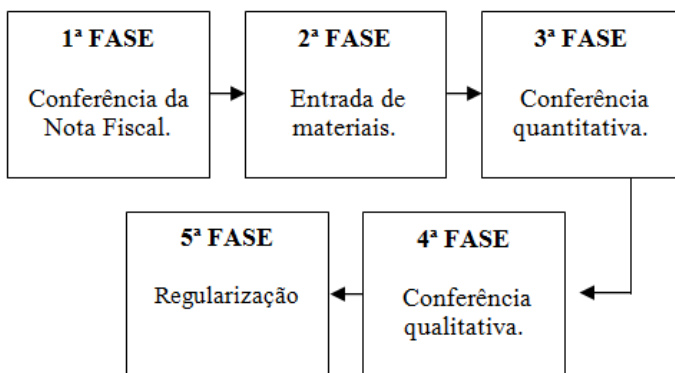 1ª FASE
Conferência da
Nota Fiscal.
2ª FASE
Entrada de
materiais.
3ª FASE
Conferência
quantitativa.
4ª FASE
Conferência
qualitativa.
5ª FASE
Regularização